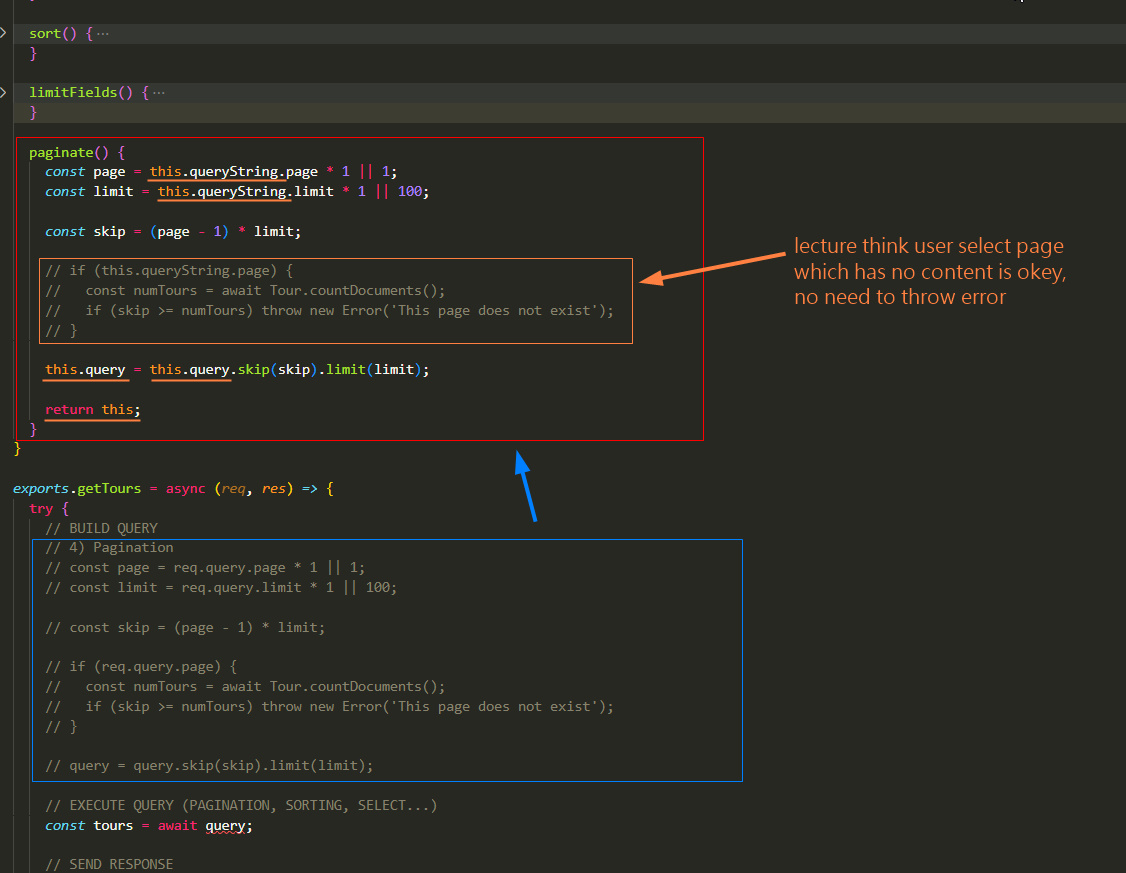 sort() { ...
}
limitFields() { ...
}
paginate() {
const page = this.queryString.page * 1 || 1;
const limit = this.queryString.limit * 1 || 100;
const skip = (page - 1) * limit;
// if (this.queryString.page) {
//   const numTours = await Tour.countDocuments();
//   if (skip >= numTours) throw new Error('This page does not exist');
// }
lecture think user select page
which has no content is okey,
no need to throw error
this.query = this.query.skip(skip).limit(limit);
return this;
}
}
exports.getTours = async (req, res) => {
try {
// BUILD QUERY
// 4) Pagination
// const page = req.query.page * 1 || 1;
// const limit = req.query.limit * 1 || 100;
// const skip = (page - 1) * limit;
// if (req.query.page) {
//   const numTours = await Tour.countDocuments();
//   if (skip >= numTours) throw new Error('This page does not exist');
// }
// query = query.skip(skip).limit(limit);
// EXECUTE QUERY (PAGINATION, SORTING, SELECT...)
const tours = await query;
// SEND RESPONSE